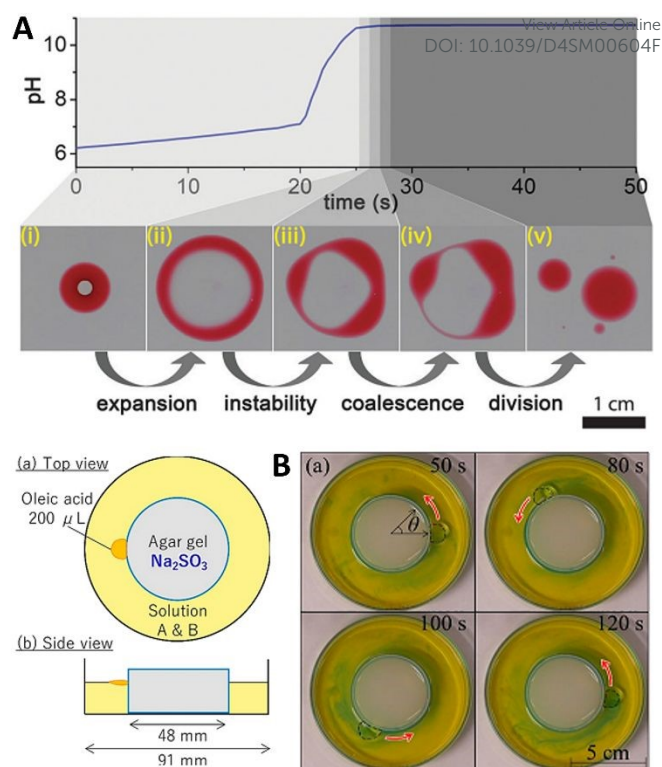 A
View Article Online
DOI: 10.1039/D4SM00604F
pH
10
8
6
0 10 20 30 40 50
time (s)
(i) (ii) (iii) (iv) (v)
expansion instability coalescence division
1 cm
(a) Top view
Oleic acid
200 μL
Agar gel
Na₂SO₃
Solution
A & B
(b) Side view
48 mm
91 mm
B
(a) 50 s 80 s
θ
100 s 120 s
5 cm